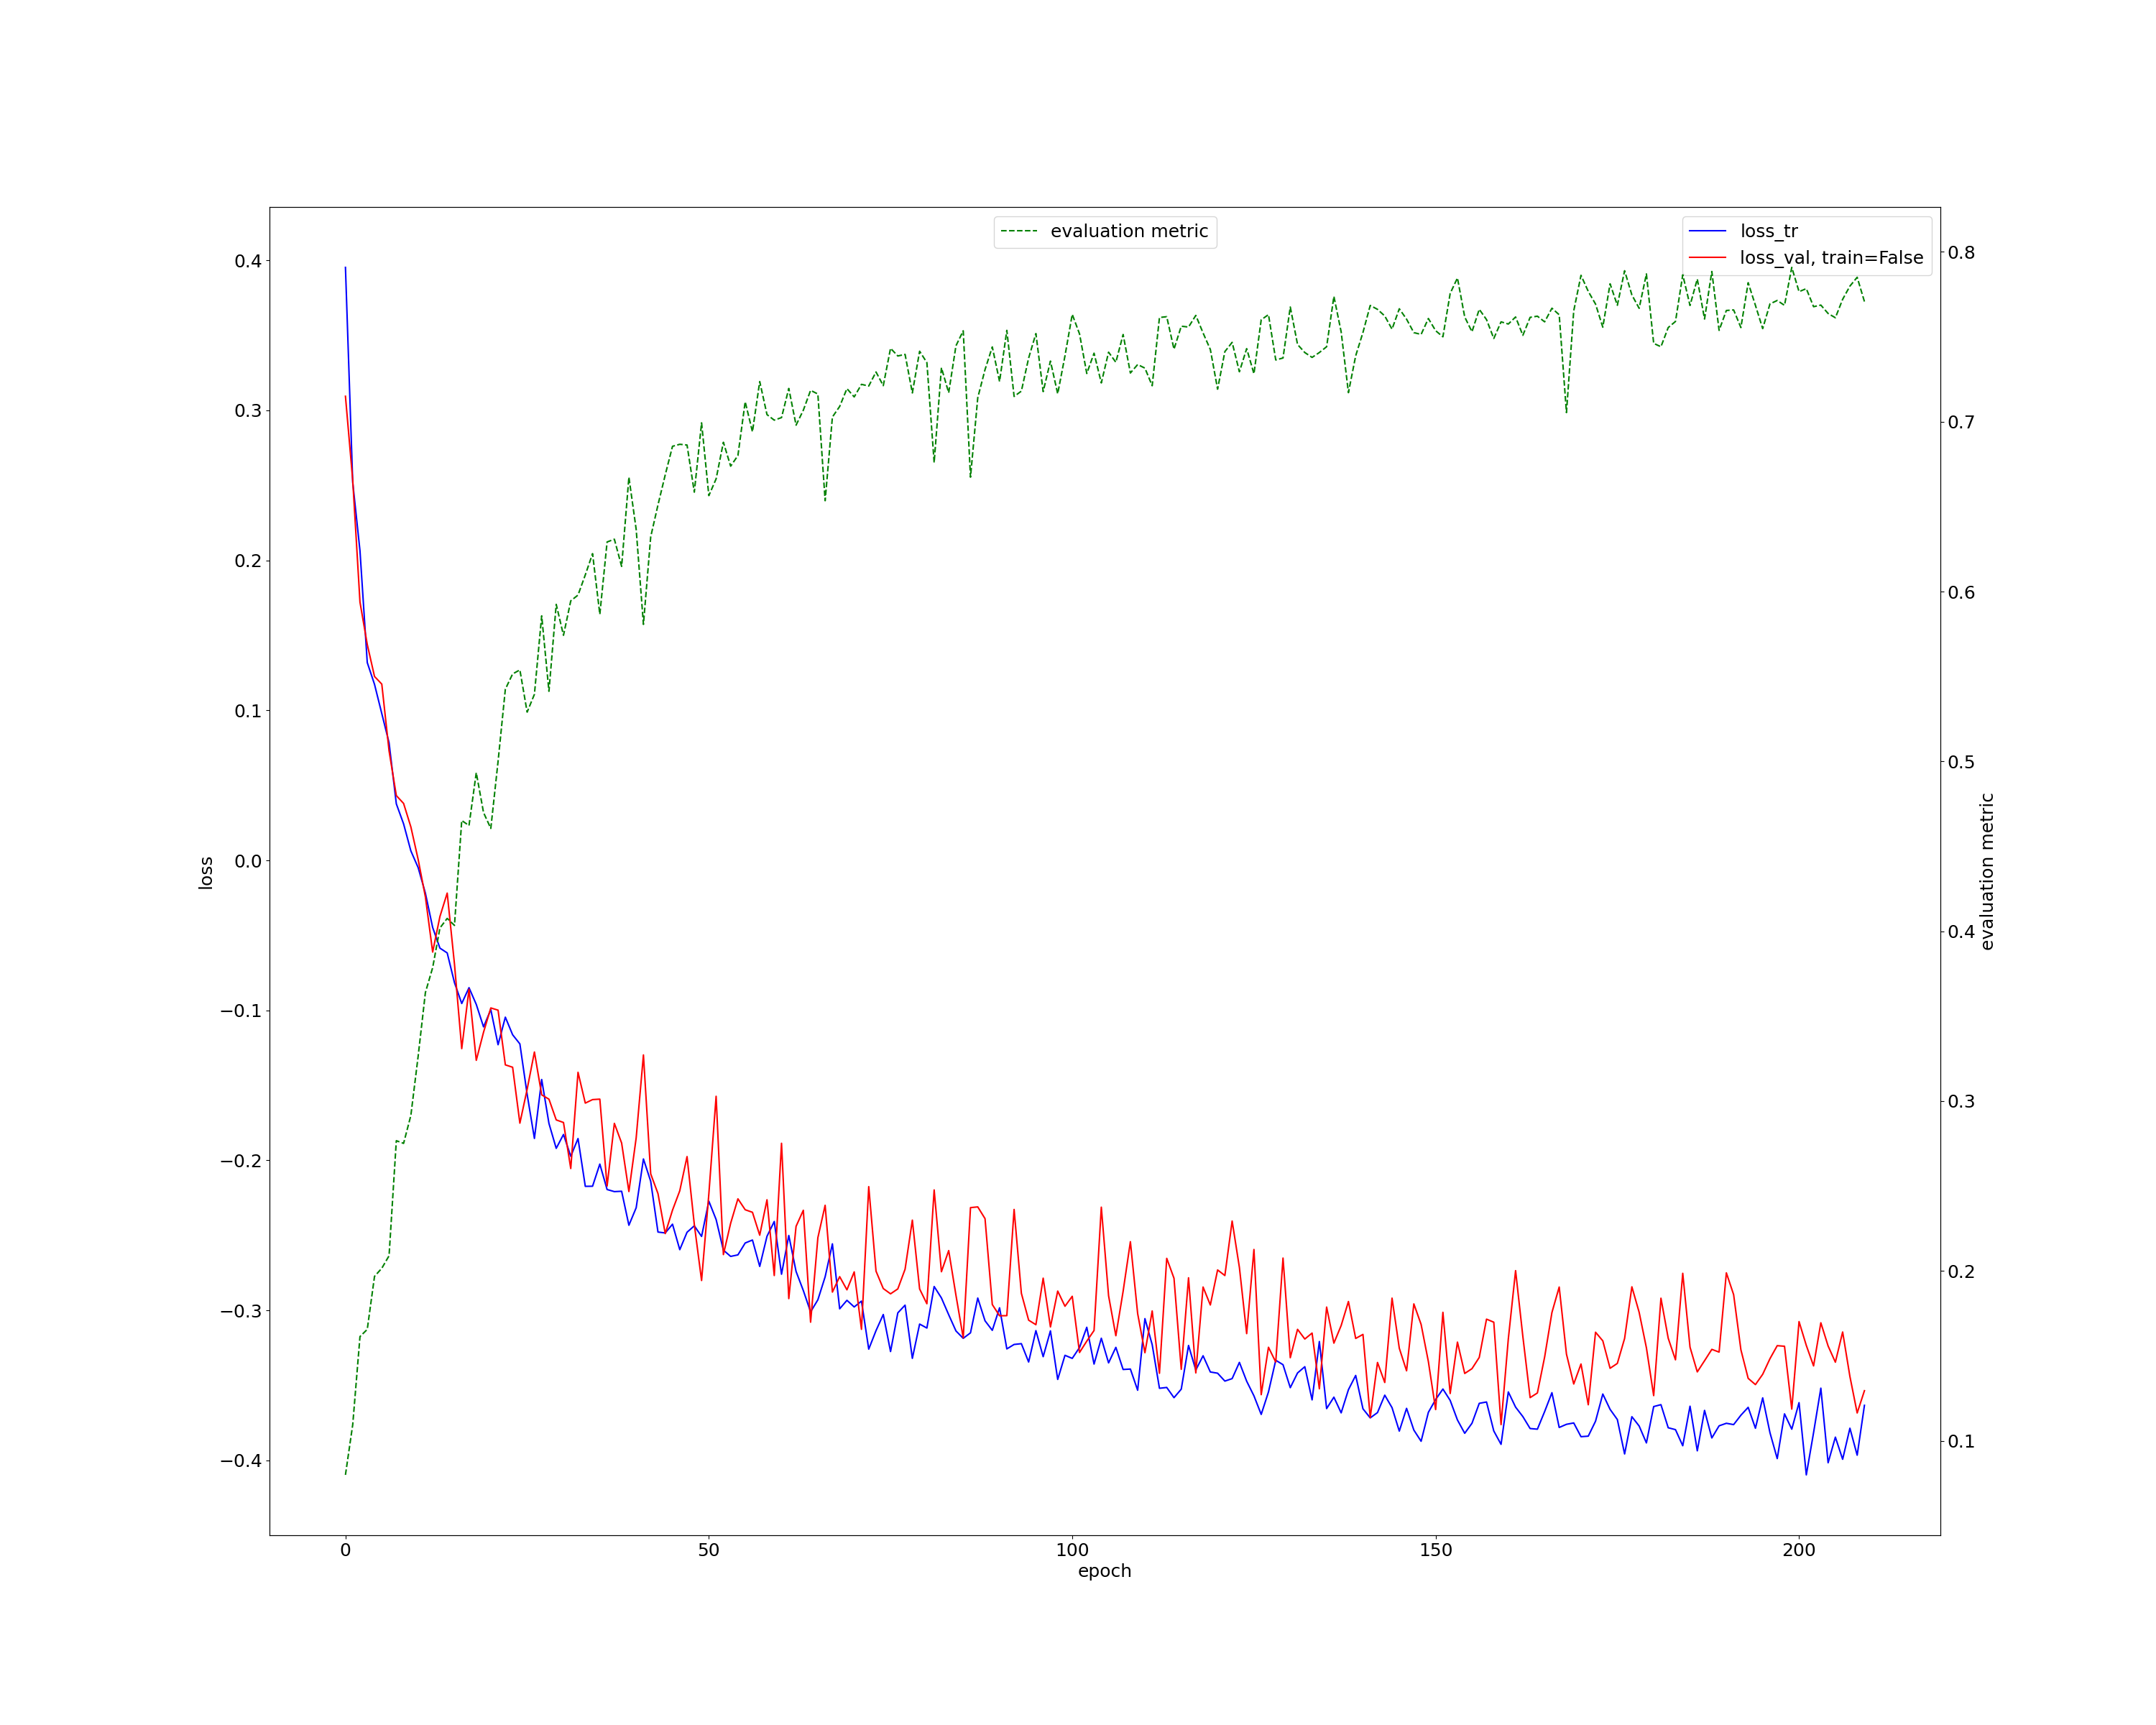 evaluation metric
loss_tr
loss_val, train=False
0.4
0.3
0.2
0.1
0.0
−0.1
−0.2
−0.3
−0.4
loss
0.8
0.7
0.6
0.5
0.4
0.3
0.2
0.1
evaluation metric
0 50 100 150 200
epoch